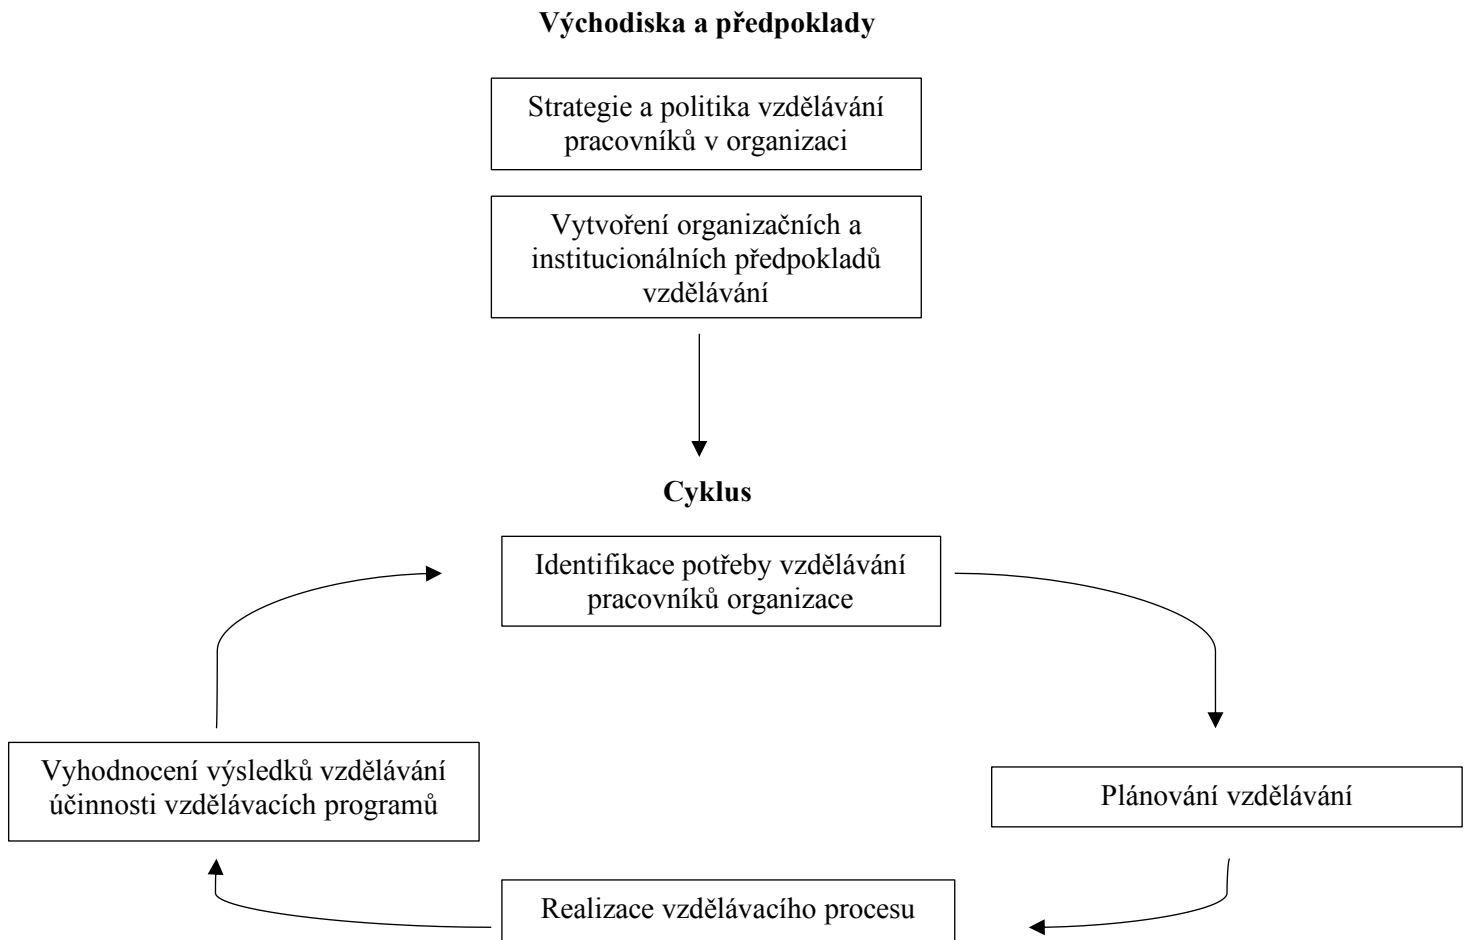 Východiska a předpoklady
Strategie a politika vzdělávání
pracovníků v organizaci
Vytvoření organizačních a
institucionálních předpokladů
vzdělávání
Cyklus
Identifikace potřeby vzdělávání
pracovníků organizace
Vyhodnocení výsledků vzdělávání
účinnosti vzdělávacích programů
Plánování vzdělávání
Realizace vzdělávacího procesu